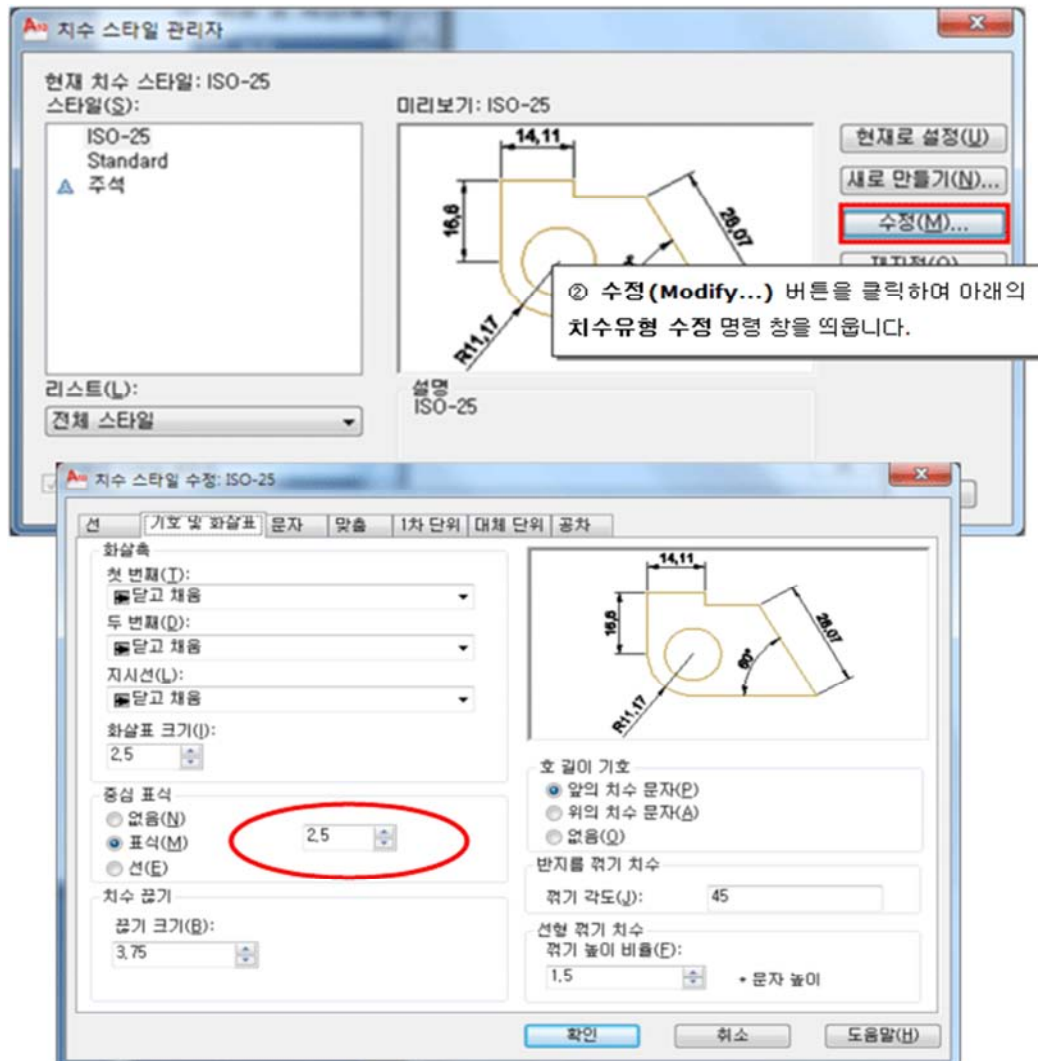 치수 스타일 관리자
현재 치수 스타일: ISO-25
스타일(S):
ISO-25
Standard
주석
미리보기: ISO-25
14,11
16,6
28,07
R11,17
현재로 설정(U)
새로 만들기(N)...
수정(M)...
재지정(O)...
② 수정(Modify...) 버튼을 클릭하여 아래의
치수유형 수정 명령 창을 띄웁니다.
리스트(L):
전체 스타일
설명
ISO-25
치수 스타일 수정: ISO-25
선 기호 및 화살표 문자 맞춤 1차 단위 대체 단위 공차
화살촉
첫 번째(T):
닫고 채움
두 번째(D):
닫고 채움
지시선(L):
닫고 채움
화살표 크기(I):
2,5
중심 표식
없음(N)
표식(M)
선(E)
2,5
치수 끊기
끊기 크기(B):
3,75
14,11
16,6
28,07
60°
R11,17
호 길이 기호
앞의 치수 문자(P)
위의 치수 문자(A)
없음(O)
반지름 꺾기 치수
꺾기 각도(J): 45
선형 꺾기 치수
꺾기 높이 비율(F):
1,5 * 문자 높이
확인 취소 도움말(H)